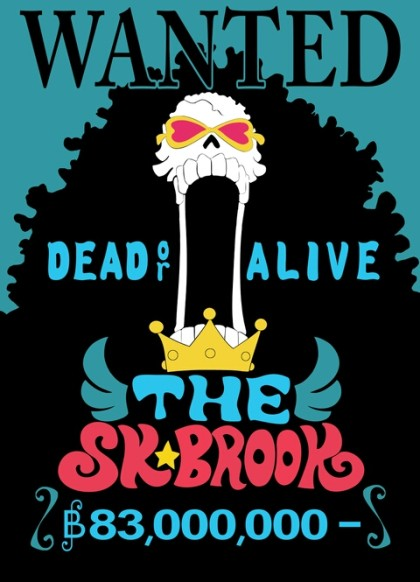 WANTED
DEAD or ALIVE
THE
SK★BROOK
฿83,000,000 –